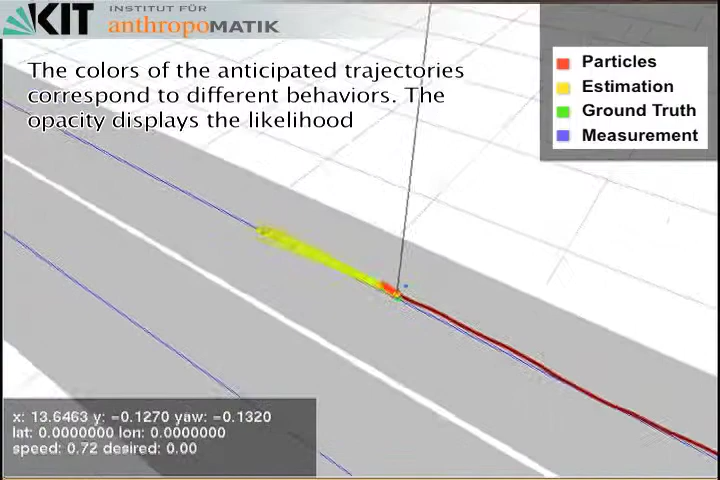 KIT
INSTITUT FÜR
anthropoMATIK
The colors of the anticipated trajectories
correspond to different behaviors. The
opacity displays the likelihood
Particles
Estimation
Ground Truth
Measurement
x: 13.6463 y: −0.1270 yaw: −0.1320
lat: 0.0000000 lon: 0.0000000
speed: 0.72 desired: 0.00